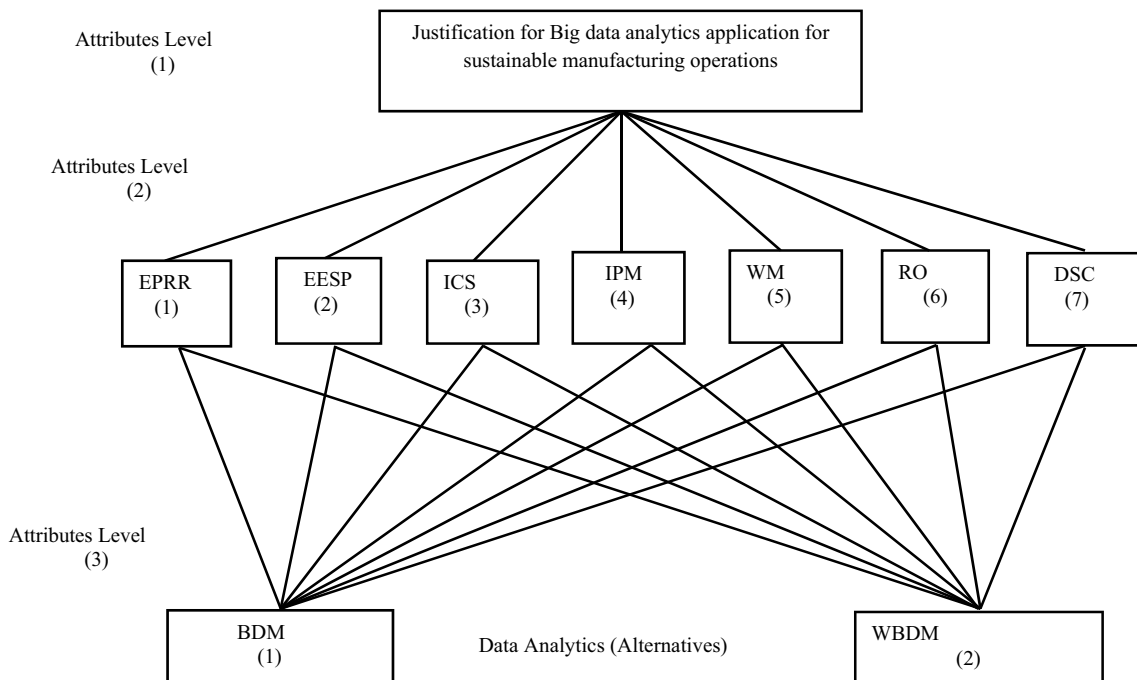 Attributes Level
(1)
Justification for Big data analytics application for
sustainable manufacturing operations
Attributes Level
(2)
EPRR
(1)
EESP
(2)
ICS
(3)
IPM
(4)
WM
(5)
RO
(6)
DSC
(7)
Attributes Level
(3)
BDM
(1)
Data Analytics (Alternatives)
WBDM
(2)